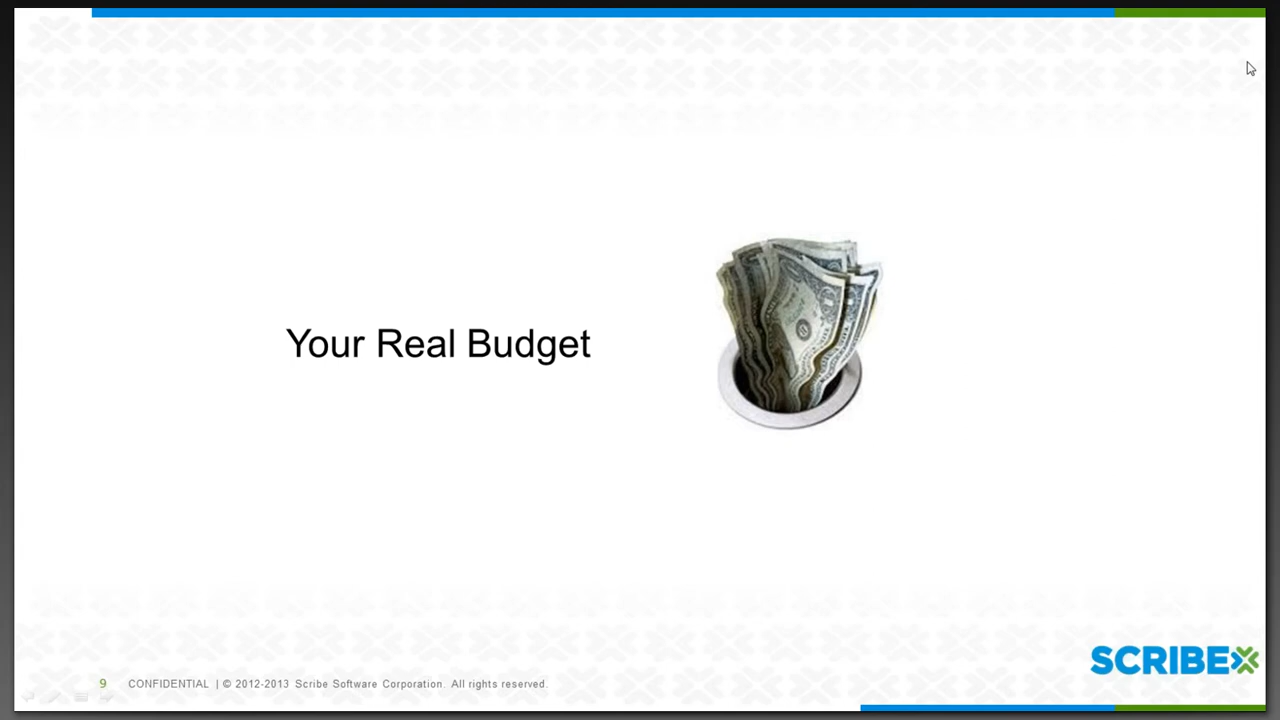 Your Real Budget
SCRIBE
9 CONFIDENTIAL | © 2012-2013 Scribe Software Corporation. All rights reserved.